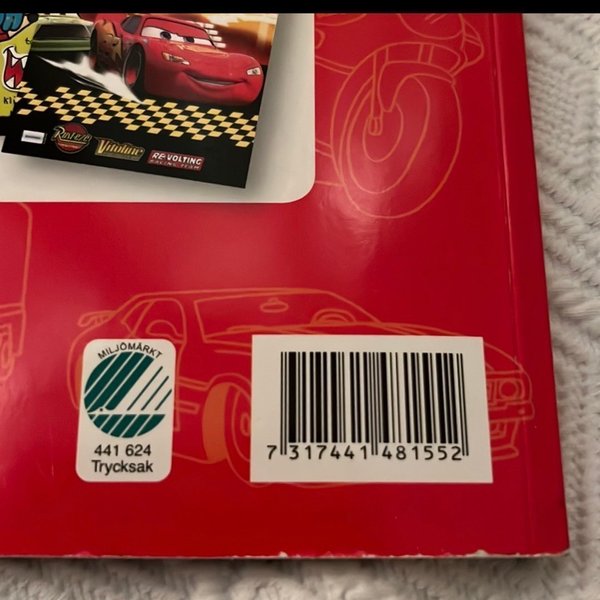 Rust-eze
Vitoline
RE-VOLTING
RACING TEAM
MILJÖMÄRKT
441 624
Trycksak
7 317441 481552